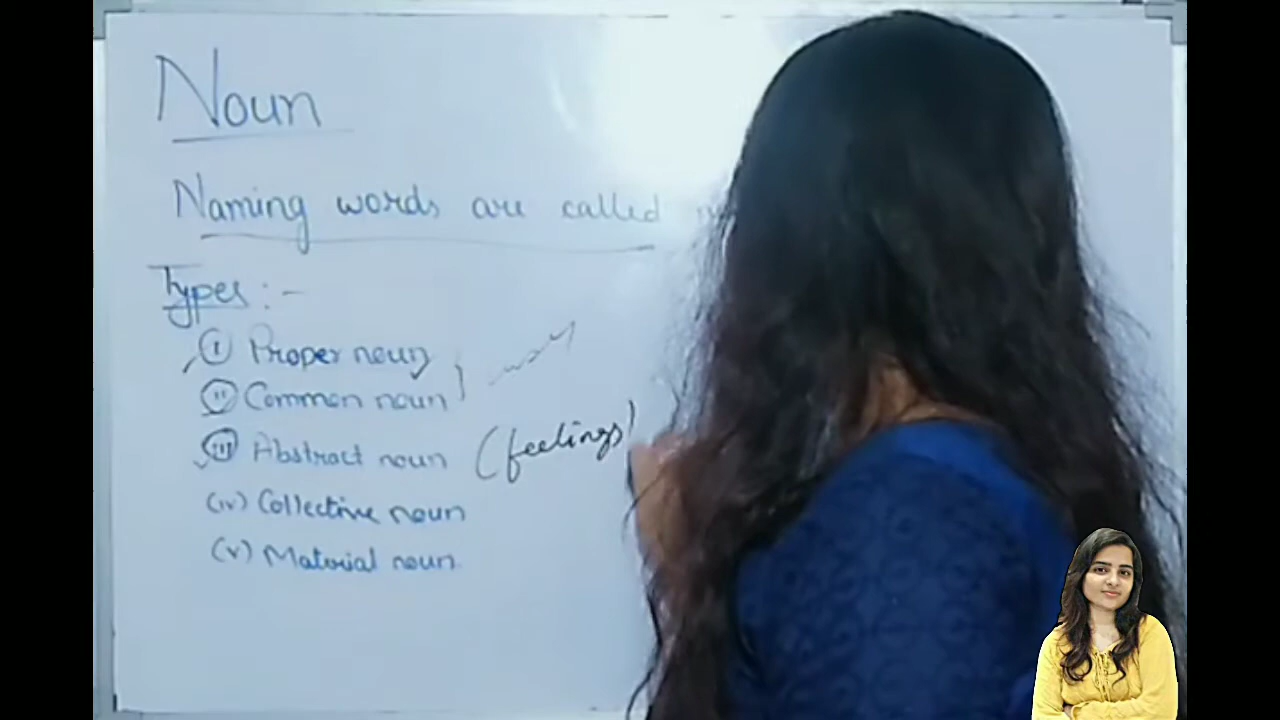 Noun
Naming words are called
Types :-
(i) Proper noun
(ii) Common noun
(iii) Abstract noun (feelings)
(iv) Collective noun
(v) Material noun.